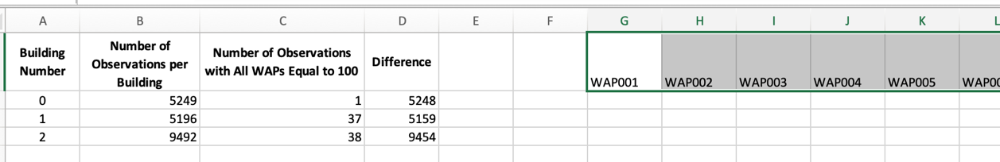 A B C D E F G H I J K L
Building Number Number of Observations per Building Number of Observations with All WAPs Equal to 100 Difference WAP001 WAP002 WAP003 WAP004 WAP005
0 5249 1 5248
1 5196 37 5159
2 9492 38 9454